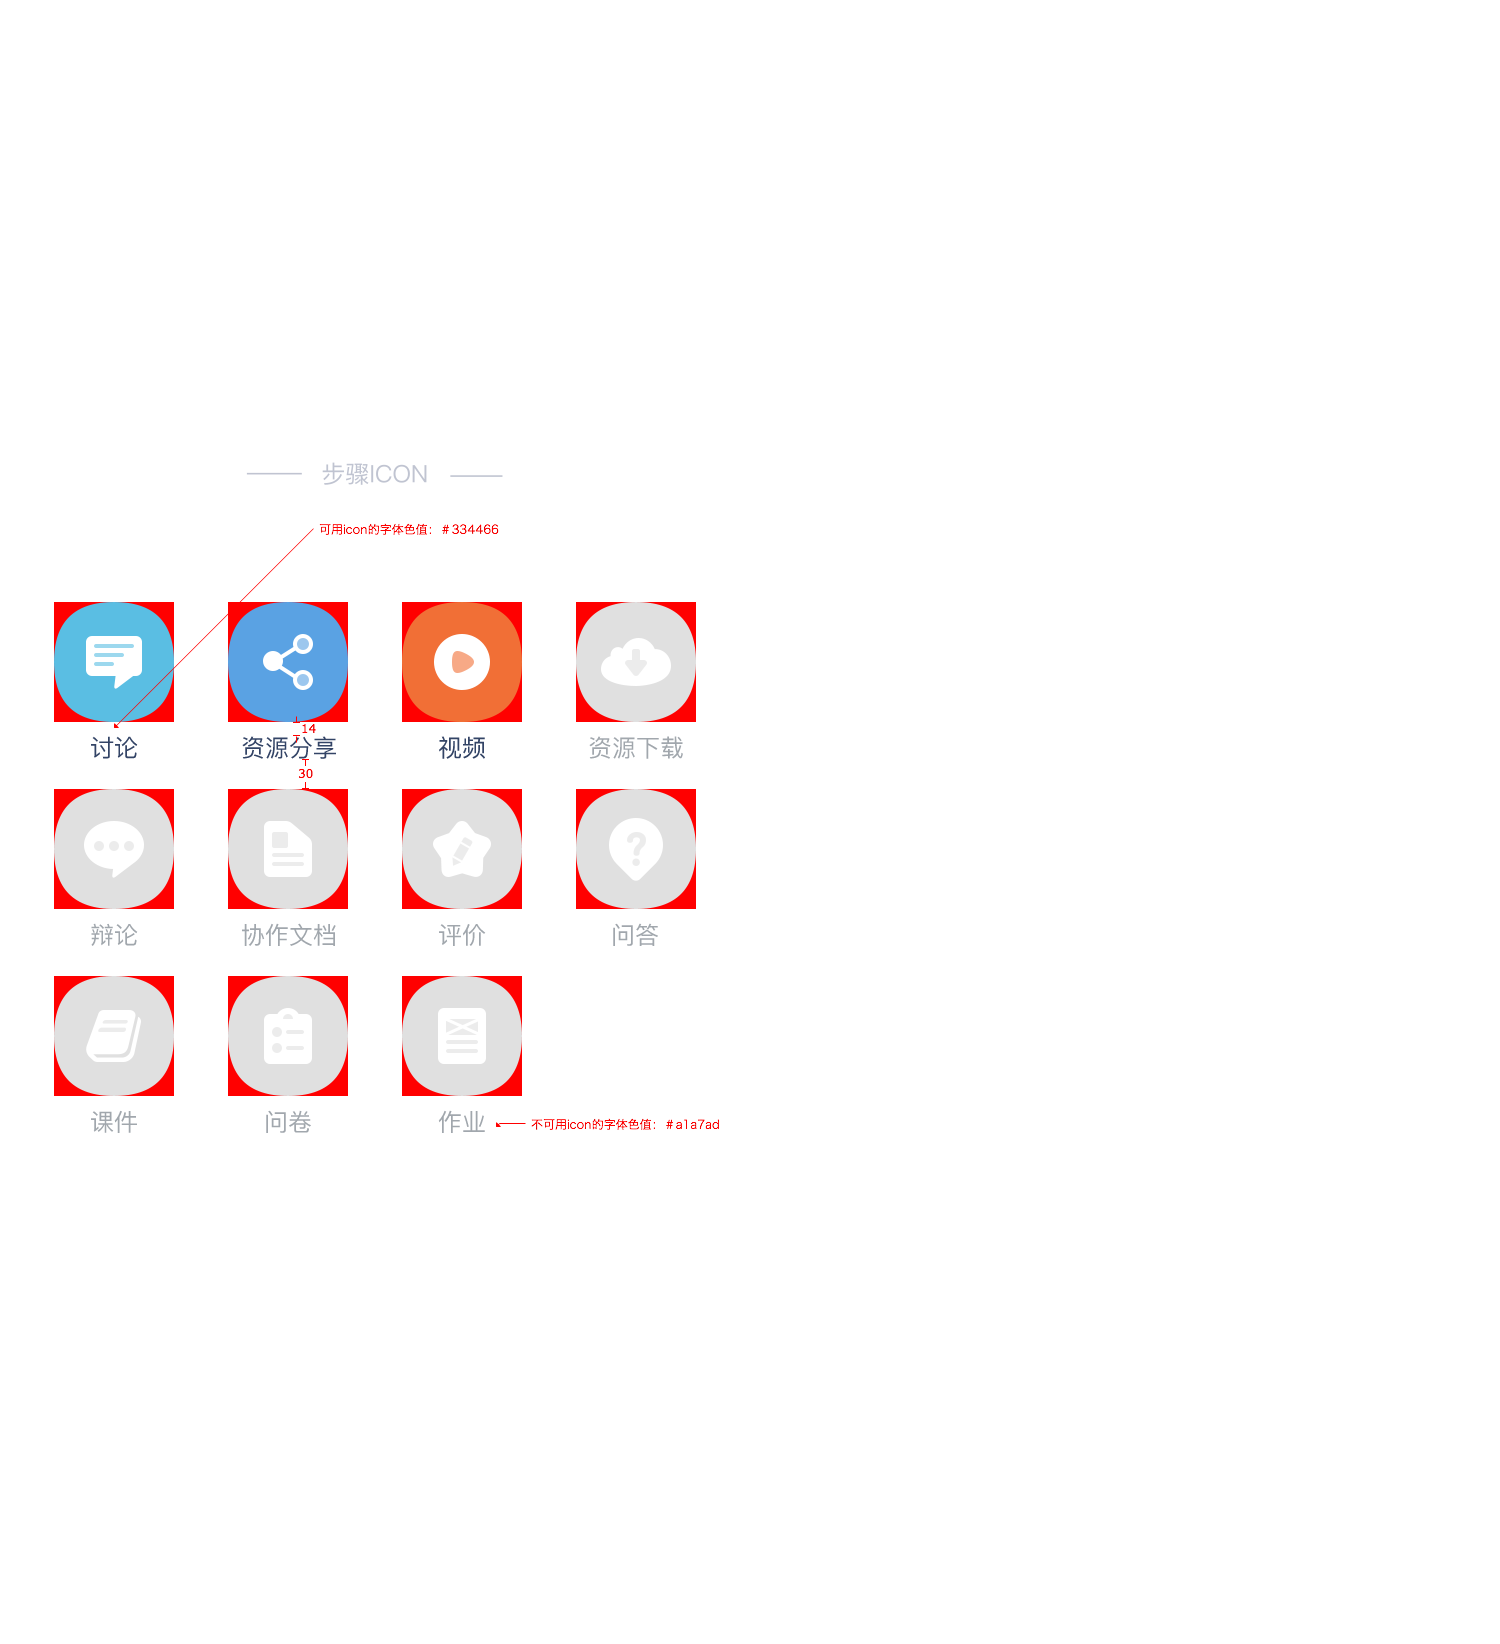 步骤ICON
可用icon的字体色值：＃334466
14
讨论
资源分享
视频
资源下载
30
辩论
协作文档
评价
问答
课件
问卷
作业
不可用icon的字体色值：＃a1a7ad